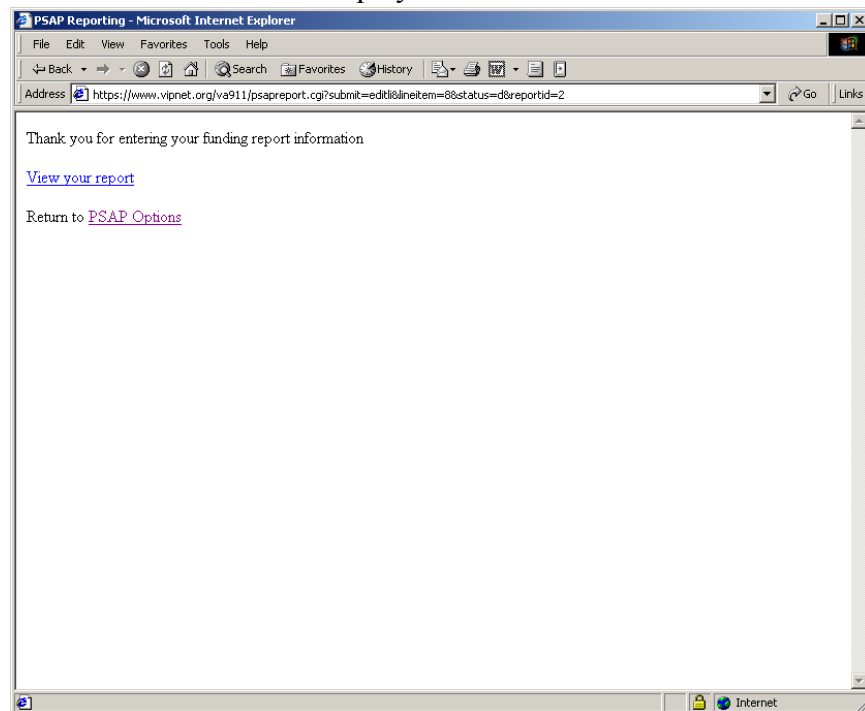 PSAP Reporting - Microsoft Internet Explorer
File Edit View Favorites Tools Help
Back Search Favorites History
Address https://www.vipnet.org/va911/psapreport.cgi?submit=editli&lineitem=8&status=d&reportid=2 Go Links
Thank you for entering your funding report information
View your report
Return to PSAP Options
Internet